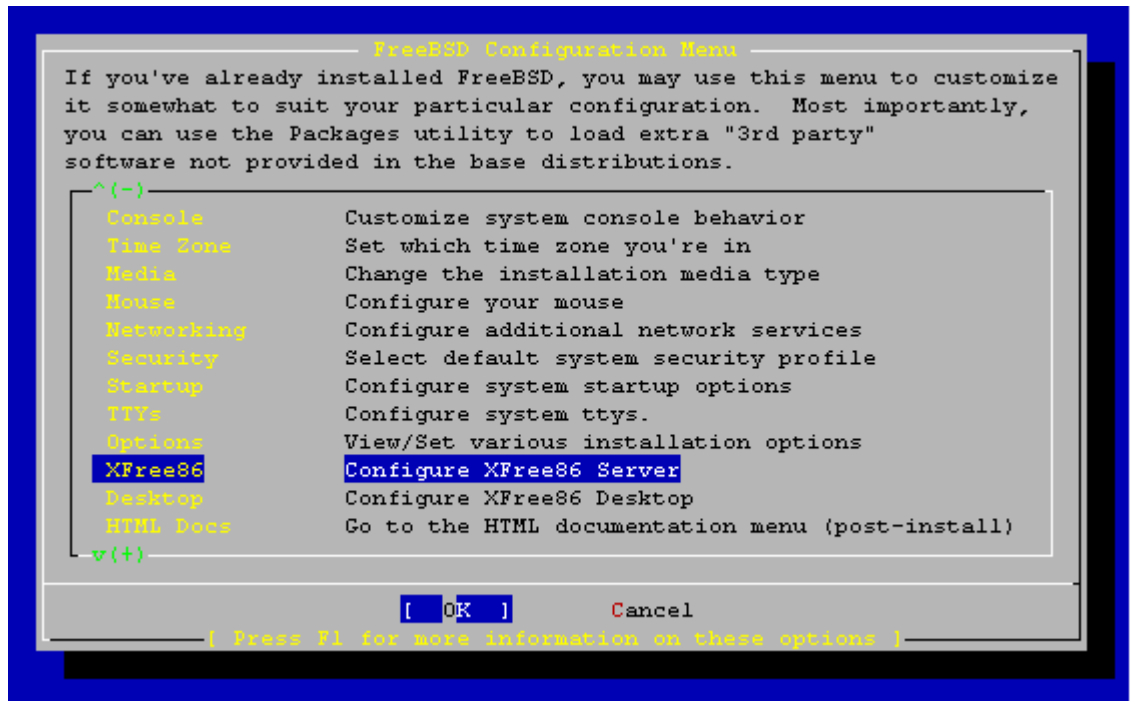 FreeBSD Configuration Menu
If you've already installed FreeBSD, you may use this menu to customize
it somewhat to suit your particular configuration.  Most importantly,
you can use the Packages utility to load extra "3rd party"
software not provided in the base distributions.
^(-)
Console Customize system console behavior
Time Zone Set which time zone you're in
Media Change the installation media type
Mouse Configure your mouse
Networking Configure additional network services
Security Select default system security profile
Startup Configure system startup options
TTYs Configure system ttys.
Options View/Set various installation options
XFree86 Configure XFree86 Server
Desktop Configure XFree86 Desktop
HTML Docs Go to the HTML documentation menu (post-install)
v(+)
[ OK ] Cancel
[ Press F1 for more information on these options ]